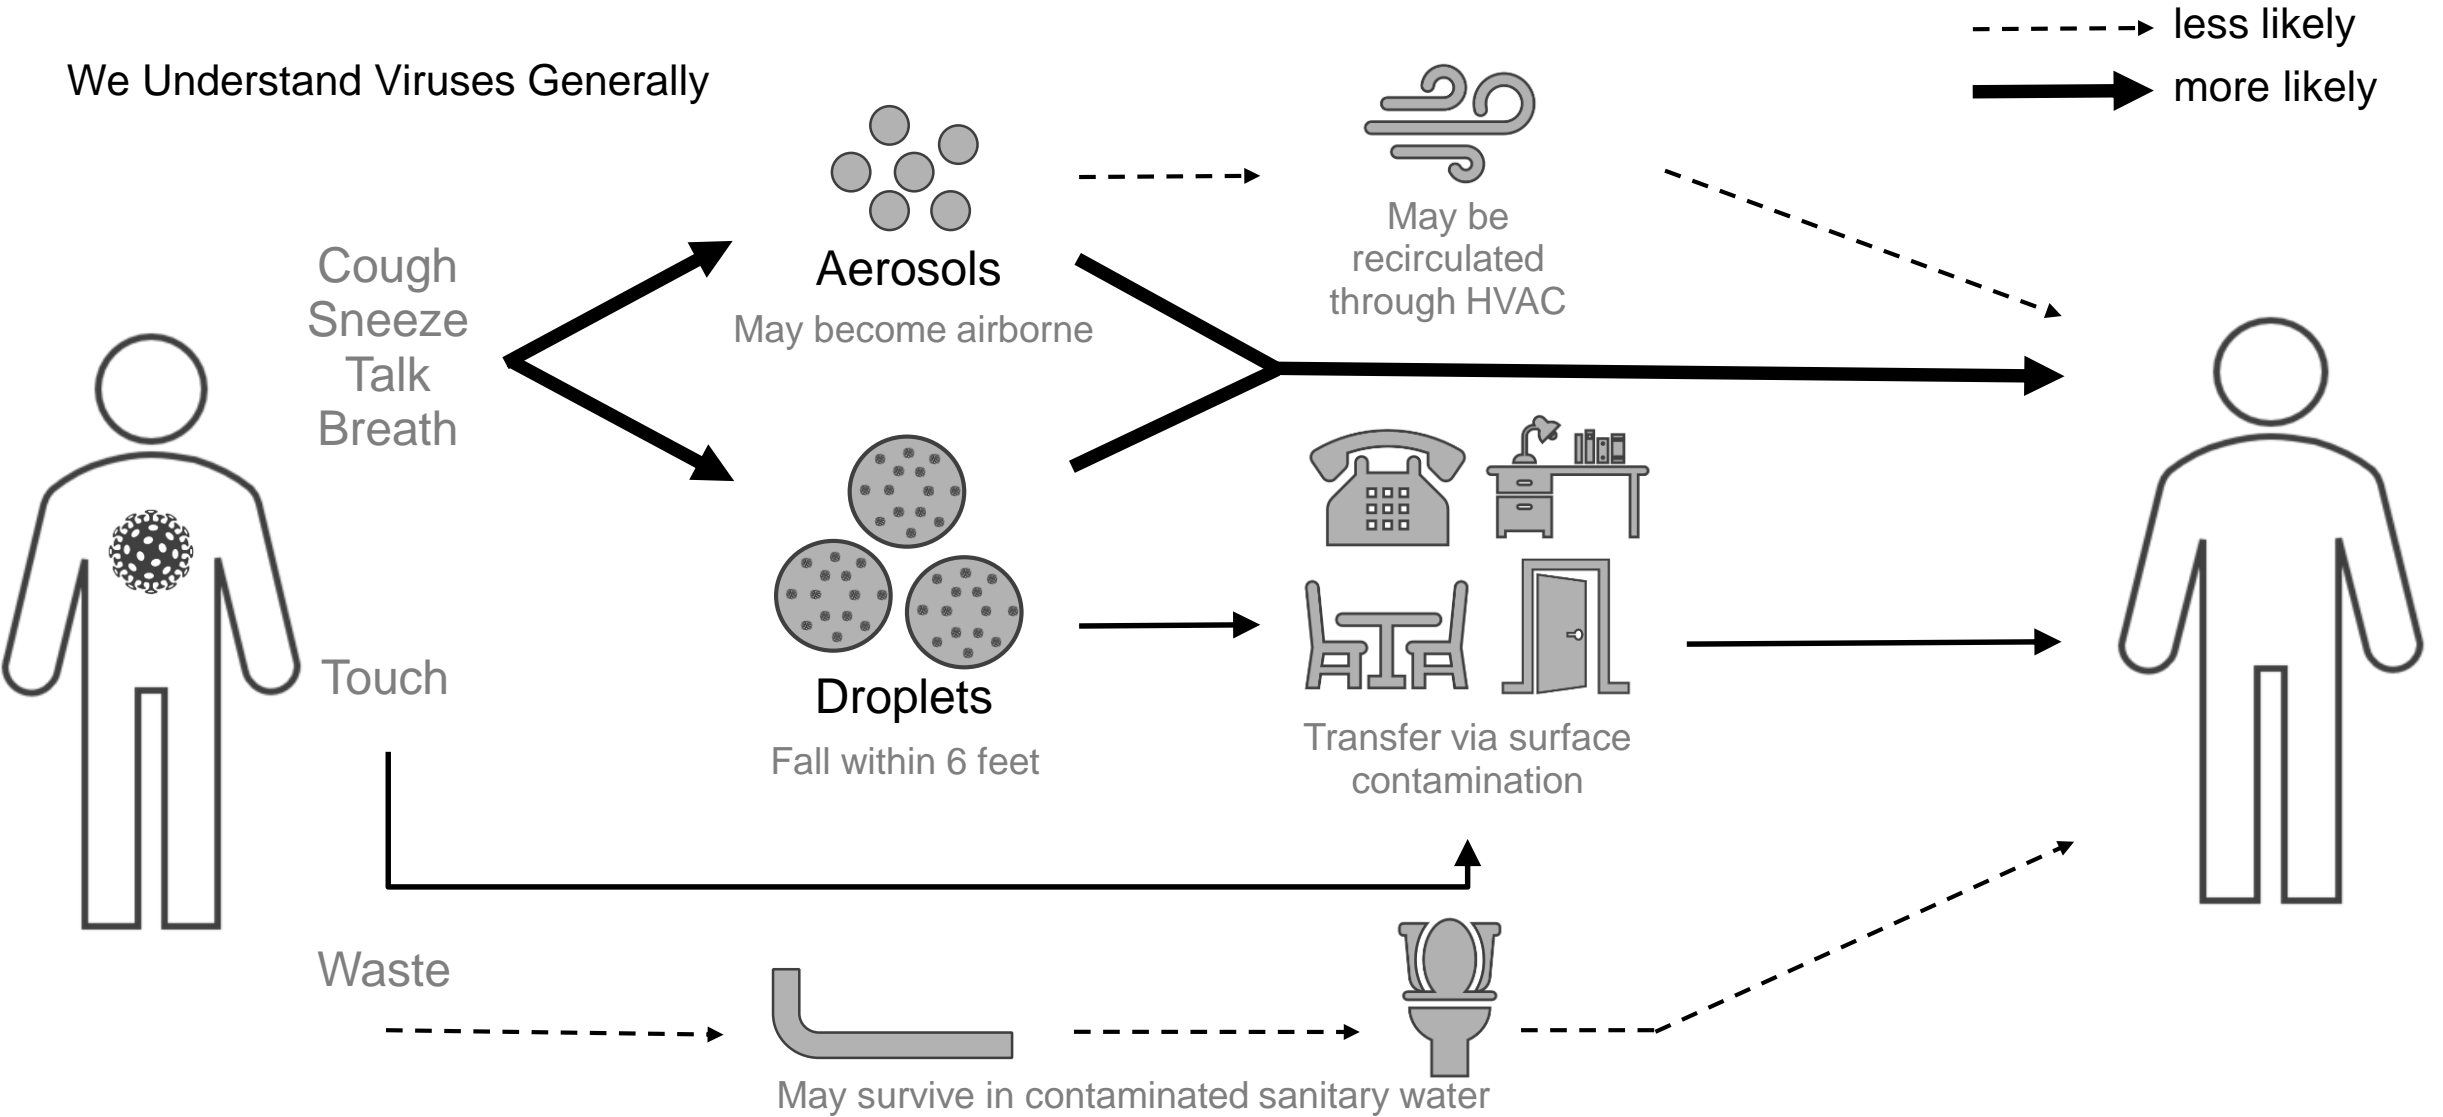 We Understand Viruses Generally
less likely
more likely
Cough
Sneeze
Talk
Breath
Aerosols
May become airborne
May be
recirculated
through HVAC
Touch
Droplets
Fall within 6 feet
Transfer via surface
contamination
Waste
May survive in contaminated sanitary water